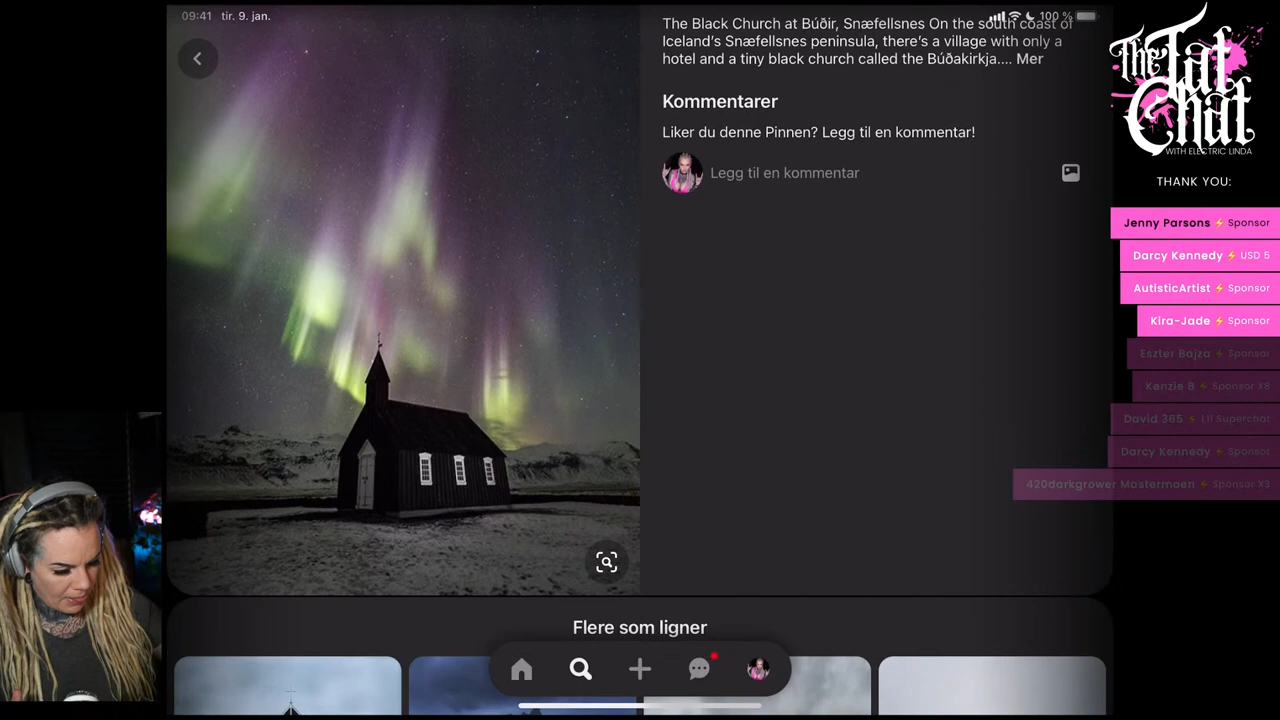 09:41 tir. 9. jan.
100 %
The Black Church at Búðir, Snæfellsnes On the south coast of
Iceland's Snæfellsnes peninsula, there's a village with only a
hotel and a tiny black church called the Búðakirkja.... Mer
Kommentarer
Liker du denne Pinnen? Legg til en kommentar!
Legg til en kommentar
Flere som ligner
The Tat
Chat
WITH ELECTRIC LINDA
THANK YOU:
Jenny Parsons ⚡ Sponsor
Darcy Kennedy ⚡ USD 5
AutisticArtist ⚡ Sponsor
Kira-Jade ⚡ Sponsor
Eszter Bajza ⚡ Sponsor
Kenzie B ⚡ Sponsor X8
David 365 ⚡ L11 Superchat
Darcy Kennedy ⚡ Sponsor
420darkgrower Mastermaen ⚡ Sponsor X3